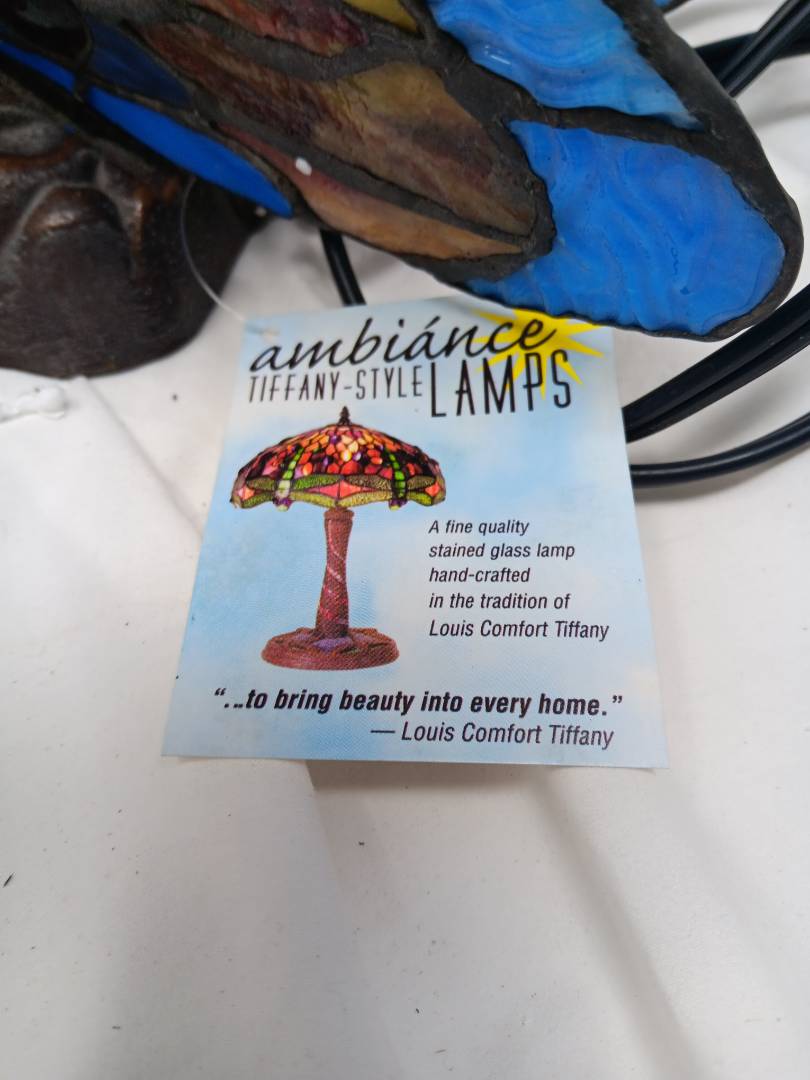 ambiánce
TIFFANY-STYLE LAMPS
A fine quality
stained glass lamp
hand-crafted
in the tradition of
Louis Comfort Tiffany
“...to bring beauty into every home.”
— Louis Comfort Tiffany